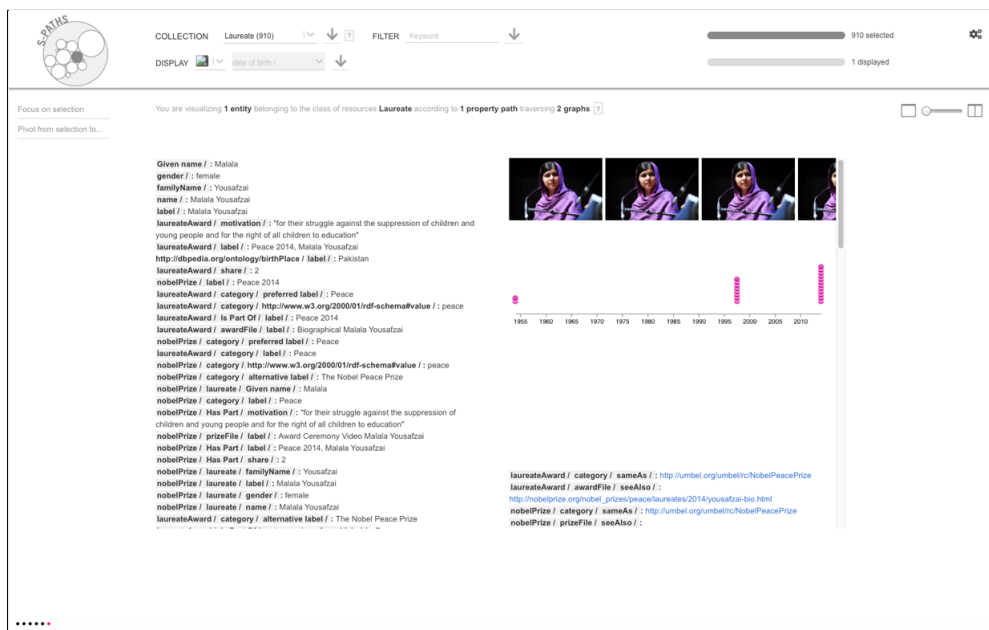 S-PATHS
COLLECTION Laureate (910) ? FILTER Keyword 910 selected
DISPLAY date of birth / 1 displayed
Focus on selection
Pivot from selection to...
You are visualizing 1 entity belonging to the class of resources Laureate according to 1 property path traversing 2 graphs ?
Given name / : Malala
gender / : female
familyName / : Yousafzai
name / : Malala Yousafzai
label / : Malala Yousafzai
laureateAward / motivation / : "for their struggle against the suppression of children and
young people and for the right of all children to education"
laureateAward / label / : Peace 2014, Malala Yousafzai
http://dbpedia.org/ontology/birthPlace / label / : Pakistan
laureateAward / share / : 2
nobelPrize / label / : Peace 2014
laureateAward / category / preferred label / : Peace
laureateAward / category / http://www.w3.org/2000/01/rdf-schema#value / : peace
laureateAward / Is Part Of / label / : Peace 2014
laureateAward / awardFile / label / : Biographical Malala Yousafzai
nobelPrize / category / preferred label / : Peace
laureateAward / category / label / : Peace
nobelPrize / category / http://www.w3.org/2000/01/rdf-schema#value / : peace
nobelPrize / category / alternative label / : The Nobel Peace Prize
nobelPrize / laureate / Given name / : Malala
nobelPrize / category / label / : Peace
nobelPrize / Has Part / motivation / : "for their struggle against the suppression of
children and young people and for the right of all children to education"
nobelPrize / prizeFile / label / : Award Ceremony Video Malala Yousafzai
nobelPrize / Has Part / label / : Peace 2014, Malala Yousafzai
nobelPrize / Has Part / share / : 2
nobelPrize / laureate / familyName / : Yousafzai
nobelPrize / laureate / label / : Malala Yousafzai
nobelPrize / laureate / gender / : female
nobelPrize / laureate / name / : Malala Yousafzai
laureateAward / category / alternative label / : The Nobel Peace Prize
1955 1960 1965 1970 1975 1980 1985 1990 1995 2000 2005 2010
laureateAward / category / sameAs / : http://umbel.org/umbel/rc/NobelPeacePrize
laureateAward / awardFile / seeAlso / :
http://nobelprize.org/nobel_prizes/peace/laureates/2014/yousafzai-bio.html
nobelPrize / category / sameAs / : http://umbel.org/umbel/rc/NobelPeacePrize
nobelPrize / prizeFile / seeAlso / :